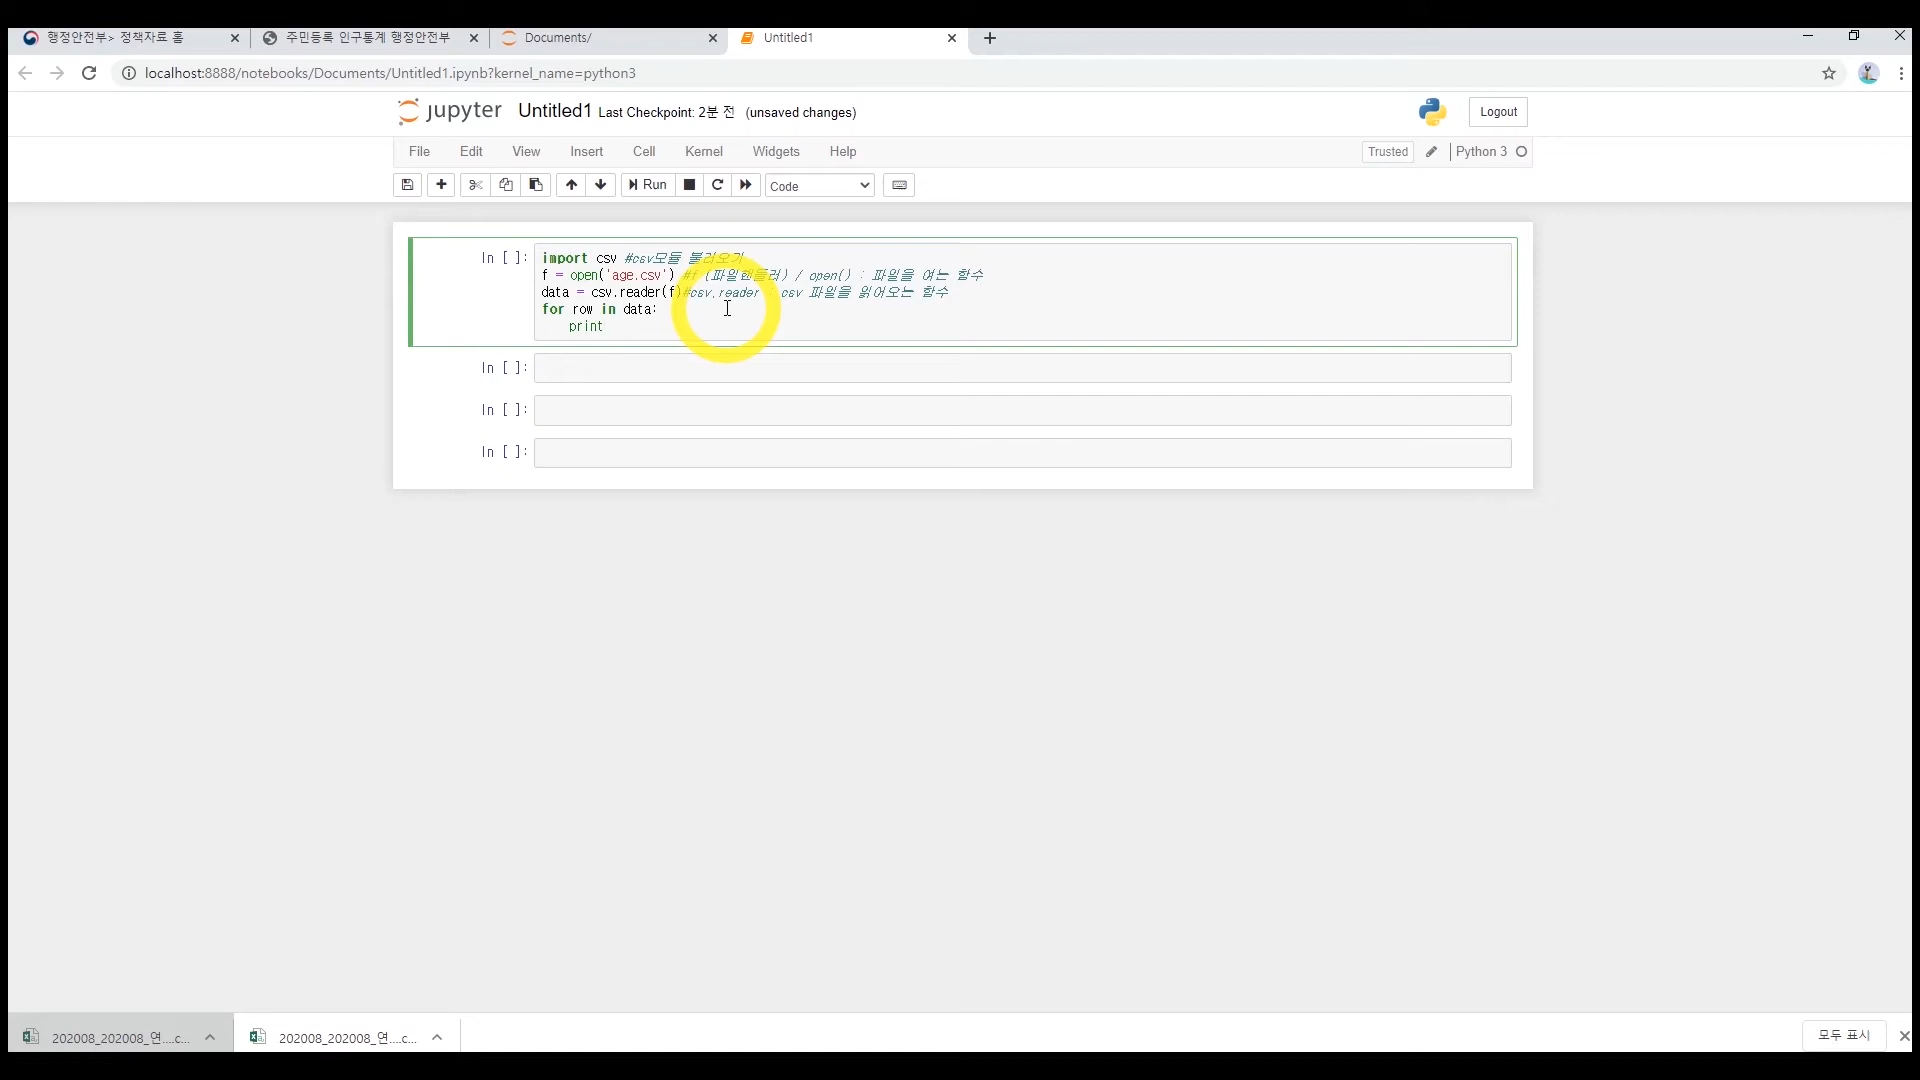 행정안전부> 정책자료 홈
주민등록 인구통계 행정안전부
Documents/
Untitled1
localhost:8888/notebooks/Documents/Untitled1.ipynb?kernel_name=python3
jupyter Untitled1 Last Checkpoint: 2분 전 (unsaved changes)
Logout
File Edit View Insert Cell Kernel Widgets Help
Trusted Python 3
Run Code
In [ ]:
import csv #csv모듈 불러오기
f = open('age.csv') #f (파일핸들러) / open() : 파일을 여는 함수
data = csv.reader(f)#csv.reader : csv 파일을 읽어오는 함수
for row in data:
    print
In [ ]:
In [ ]:
In [ ]:
202008_202008_연....c...
202008_202008_연....c...
모두 표시